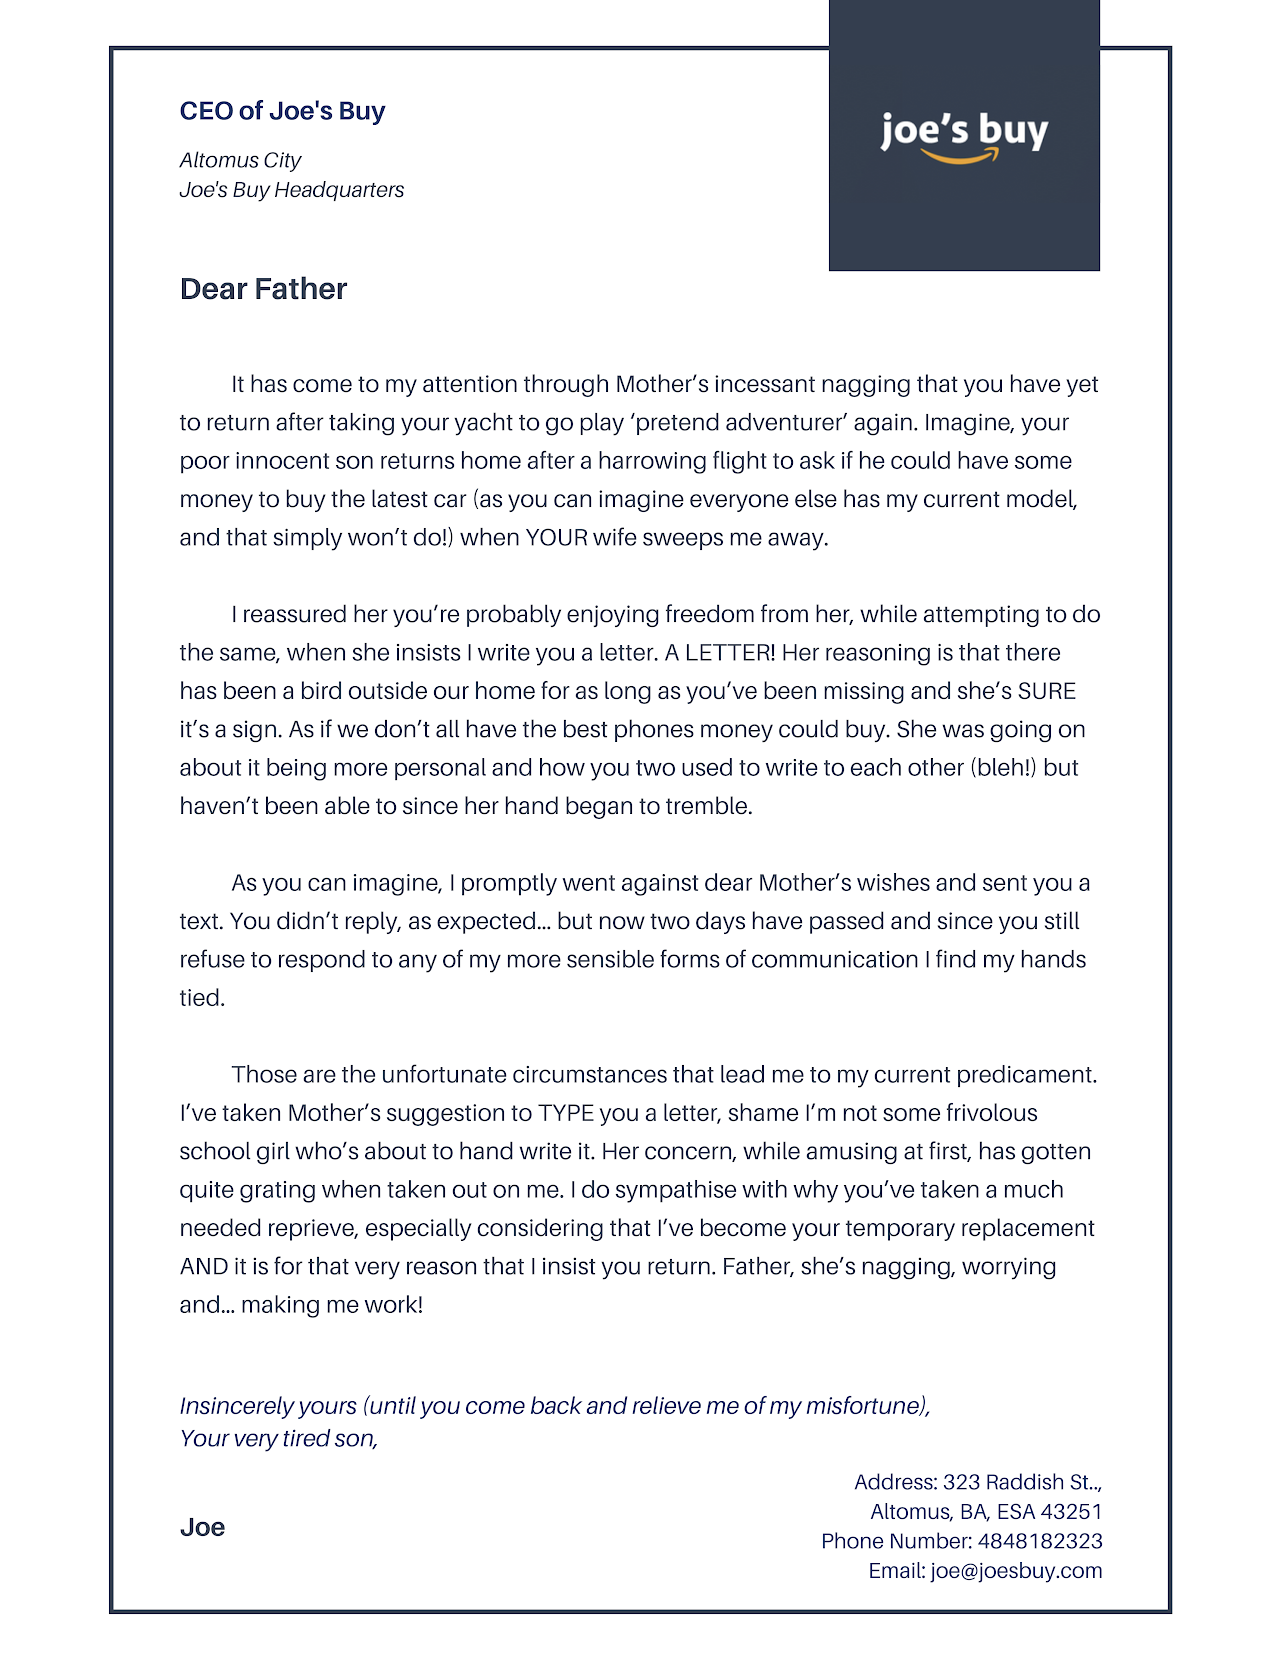 joe's buy
CEO of Joe's Buy
Altomus City
Joe's Buy Headquarters
Dear Father
It has come to my attention through Mother’s incessant nagging that you have yet
to return after taking your yacht to go play ‘pretend adventurer’ again. Imagine, your
poor innocent son returns home after a harrowing flight to ask if he could have some
money to buy the latest car (as you can imagine everyone else has my current model,
and that simply won’t do!) when YOUR wife sweeps me away.
I reassured her you’re probably enjoying freedom from her, while attempting to do
the same, when she insists I write you a letter. A LETTER! Her reasoning is that there
has been a bird outside our home for as long as you’ve been missing and she’s SURE
it’s a sign. As if we don’t all have the best phones money could buy. She was going on
about it being more personal and how you two used to write to each other (bleh!) but
haven’t been able to since her hand began to tremble.
As you can imagine, I promptly went against dear Mother’s wishes and sent you a
text. You didn’t reply, as expected... but now two days have passed and since you still
refuse to respond to any of my more sensible forms of communication I find my hands
tied.
Those are the unfortunate circumstances that lead me to my current predicament.
I’ve taken Mother’s suggestion to TYPE you a letter, shame I’m not some frivolous
school girl who’s about to hand write it. Her concern, while amusing at first, has gotten
quite grating when taken out on me. I do sympathise with why you’ve taken a much
needed reprieve, especially considering that I’ve become your temporary replacement
AND it is for that very reason that I insist you return. Father, she’s nagging, worrying
and... making me work!
Insincerely yours (until you come back and relieve me of my misfortune),
Your very tired son,
Joe
Address: 323 Raddish St..,
Altomus, BA, ESA 43251
Phone Number: 4848182323
Email: joe@joesbuy.com